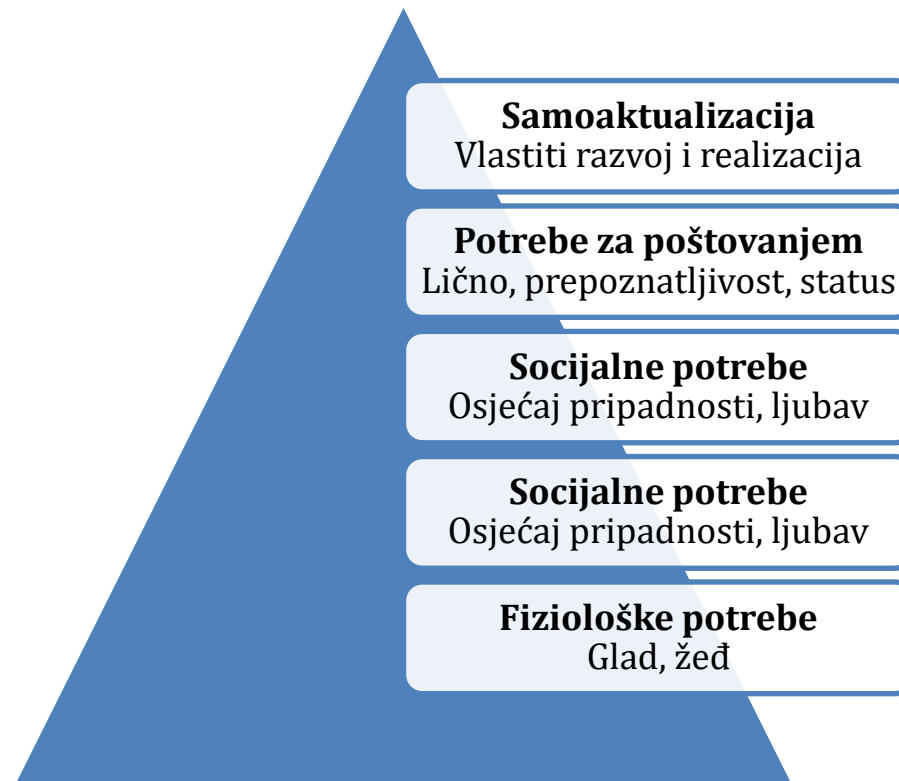 Samoaktualizacija
Vlastiti razvoj i realizacija
Potrebe za poštovanjem
Lično, prepoznatljivost, status
Socijalne potrebe
Osjećaj pripadnosti, ljubav
Socijalne potrebe
Osjećaj pripadnosti, ljubav
Fiziološke potrebe
Glad, žeđ